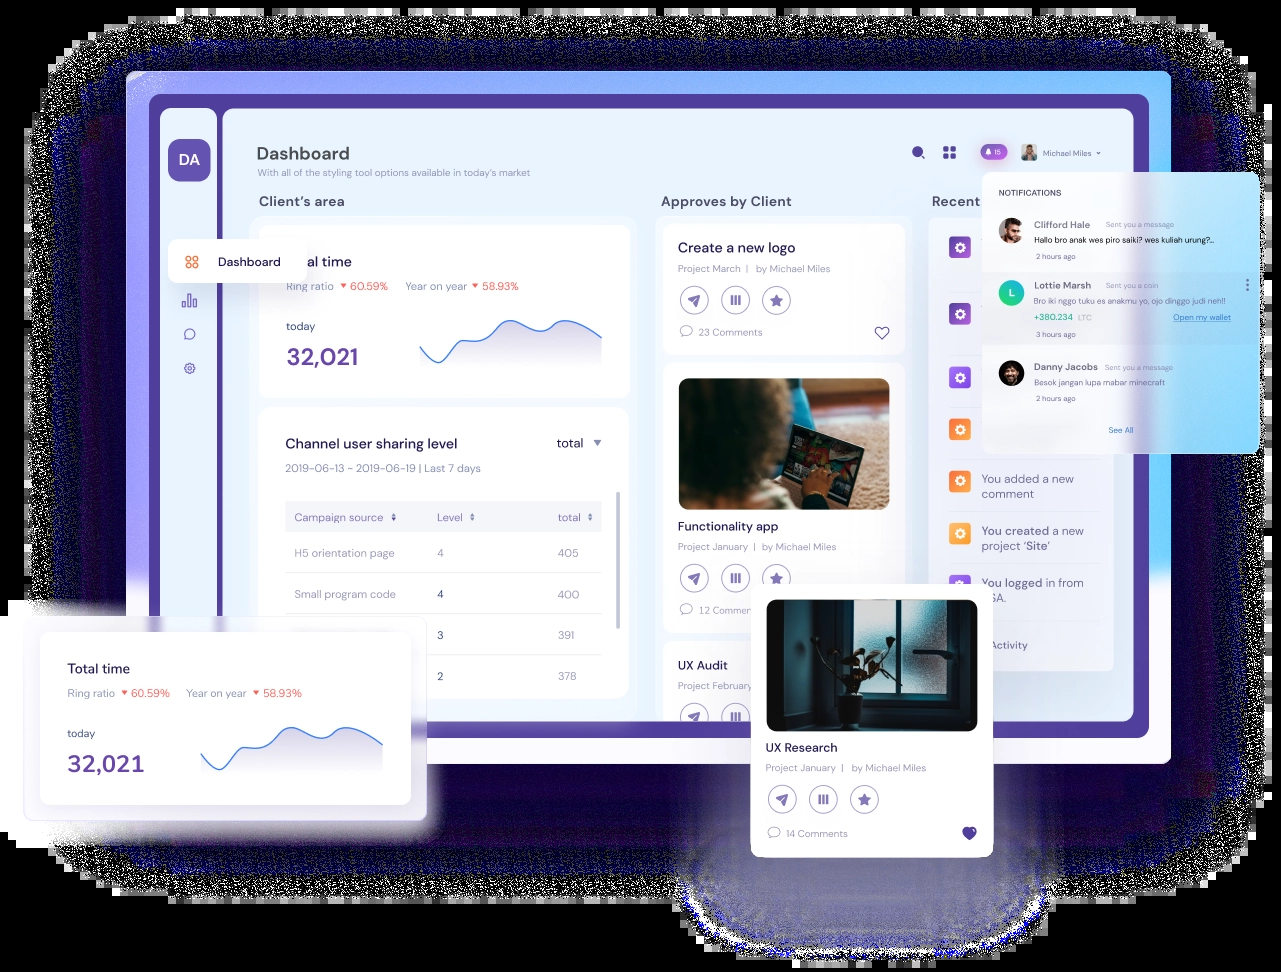 DA
Dashboard
With all of the styling tool options available in today's market
15
Michael Miles
Dashboard
Client's area
al time
Ring ratio 60.59% Year on year 58.93%
today
32,021
Channel user sharing level
total
2019-06-13 ~ 2019-06-19 | Last 7 days
Campaign source Level total
H5 orientation page 4 405
Small program code 4 400
3 391
2 378
Approves by Client
Create a new logo
Project March | by Michael Miles
23 Comments
Functionality app
Project January | by Michael Miles
12 Commen
UX Audit
Project February
Recent
You added a new
comment
You created a new
project ‘Site’
You logged in from
SA.
Activity
NOTIFICATIONS
Clifford Hale Sent you a message
Hallo bro anak wes piro saiki? wes kuliah urung?..
2 hours ago
L
Lottie Marsh Sent you a coin
Bro iki nggo tuku es anakmu yo, ojo dinggo judi neh!!
+380.234 LTC Open my wallet
3 hours ago
Danny Jacobs Sent you a message
Besok jangan lupa mabar minecraft
2 hours ago
See All
Total time
Ring ratio 60.59% Year on year 58.93%
today
32,021
UX Research
Project January | by Michael Miles
14 Comments